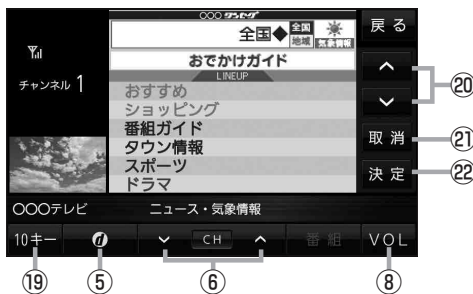 ○○○ ワンセグ
全国◆ 全国 地域 気象情報
戻る
チャンネル 1
おでかけガイド
LINEUP
おすすめ
ショッピング
番組ガイド
タウン情報
スポーツ
ドラマ
⑳
取消
㉑
決定
㉒
○○○テレビ ニュース・気象情報
10キー d CH 番組 VOL
⑲ ⑤ ⑥ ⑧